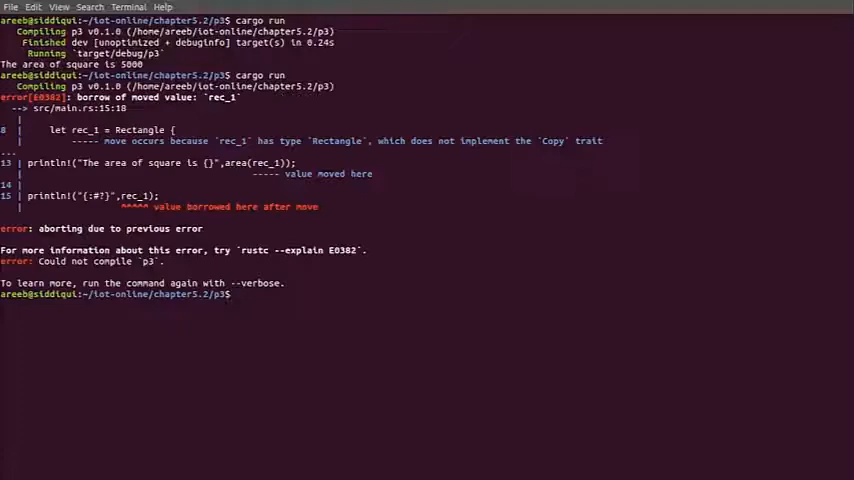 File Edit View Search Terminal Help
areeb@siddiqui:~/iot-online/chapter5.2/p3$ cargo run
   Compiling p3 v0.1.0 (/home/areeb/iot-online/chapter5.2/p3)
    Finished dev [unoptimized + debuginfo] target(s) in 0.24s
     Running `target/debug/p3`
The area of square is 5000
areeb@siddiqui:~/iot-online/chapter5.2/p3$ cargo run
   Compiling p3 v0.1.0 (/home/areeb/iot-online/chapter5.2/p3)
error[E0382]: borrow of moved value: `rec_1`
  --> src/main.rs:15:18
   |
8  |     let rec_1 = Rectangle {
   |         ----- move occurs because `rec_1` has type `Rectangle`, which does not implement the `Copy` trait
...
13 | println!("The area of square is {}",area(rec_1));
   |                                          ----- value moved here
14 |
15 | println!("{:#?}",rec_1);
   |                  ^^^^^ value borrowed here after move
error: aborting due to previous error
For more information about this error, try `rustc --explain E0382`.
error: Could not compile `p3`.
To learn more, run the command again with --verbose.
areeb@siddiqui:~/iot-online/chapter5.2/p3$